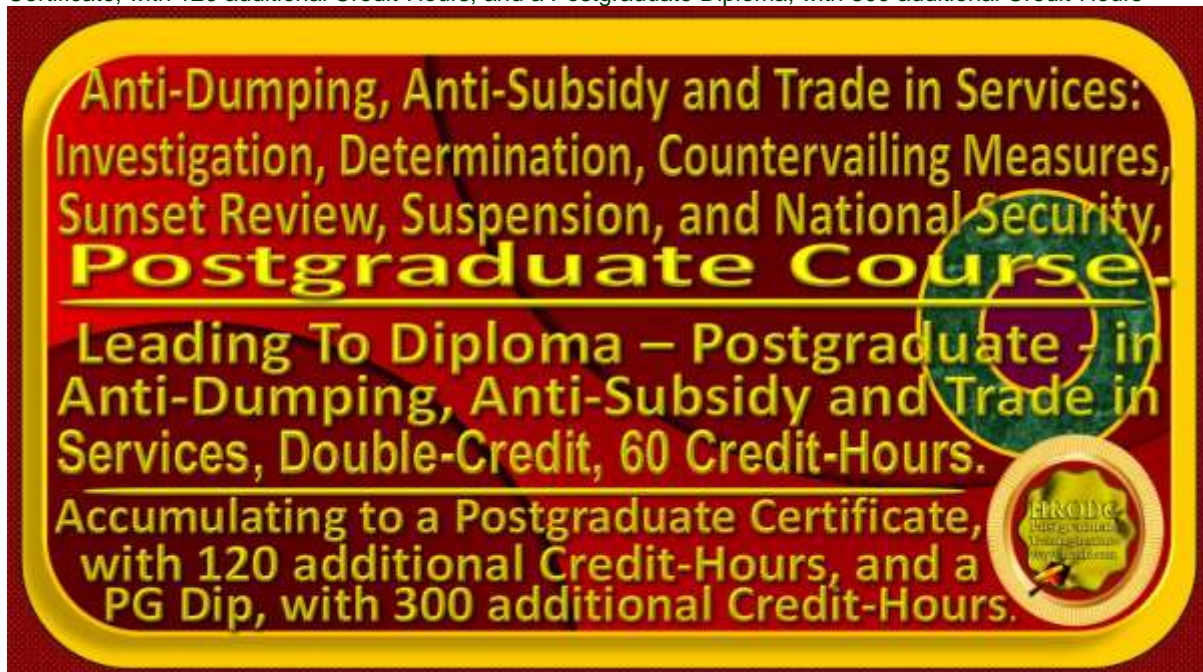 Certificate, with 120 additional Credit-Hours, and a Postgraduate Diploma, with 300 additional Credit-Hours
Anti-Dumping, Anti-Subsidy and Trade in Services:
Investigation, Determination, Countervailing Measures,
Sunset Review, Suspension, and National Security,
Postgraduate Course.
Leading To Diploma – Postgraduate - in
Anti-Dumping, Anti-Subsidy and Trade in
Services, Double-Credit, 60 Credit-Hours.
Accumulating to a Postgraduate Certificate,
with 120 additional Credit-Hours, and a
PG Dip, with 300 additional Credit-Hours.
HRODC
Postgraduate